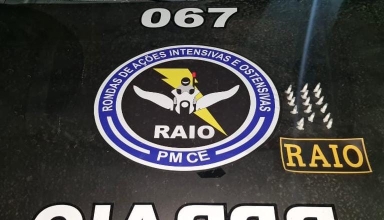 067
RONDAS DE AÇÕES INTENSIVAS E OSTENSIVAS
RAIO
PMCE
RAIO